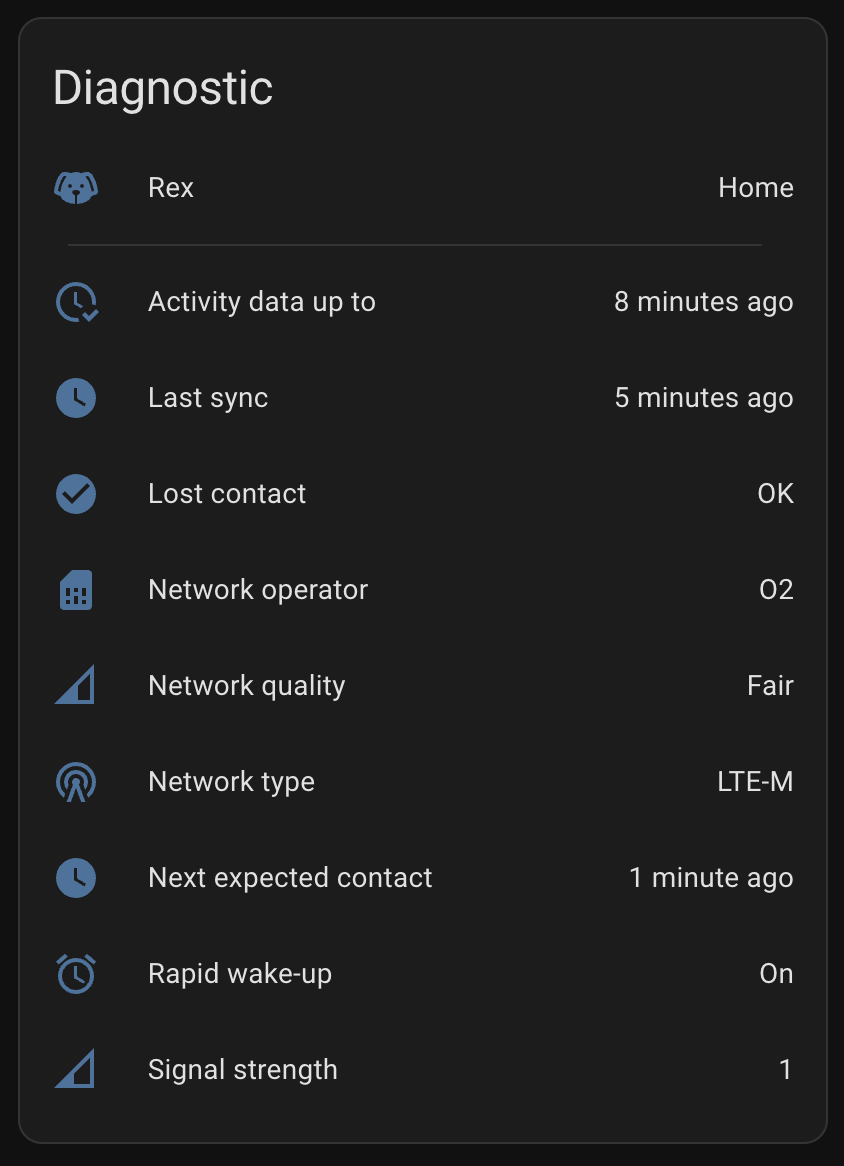 Diagnostic
Rex Home
Activity data up to 8 minutes ago
Last sync 5 minutes ago
Lost contact OK
Network operator O2
Network quality Fair
Network type LTE-M
Next expected contact 1 minute ago
Rapid wake-up On
Signal strength 1